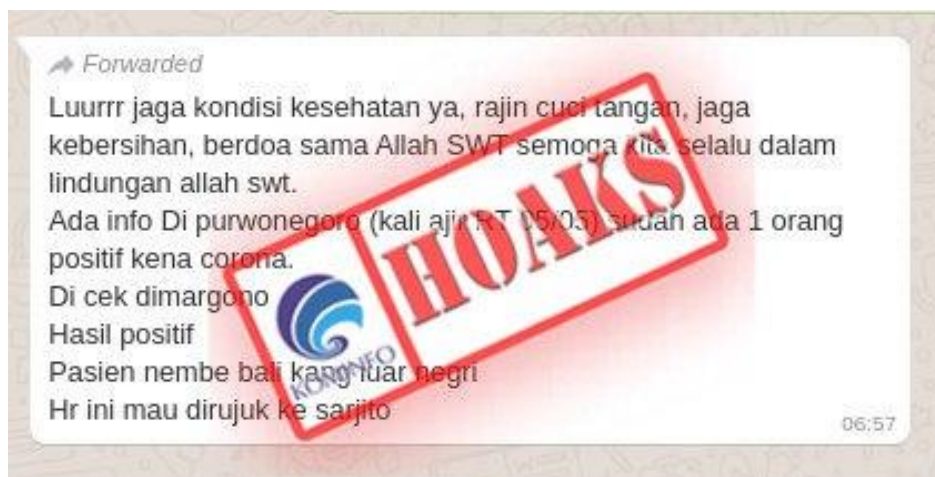 Forwarded
Luurrr jaga kondisi kesehatan ya, rajin cuci tangan, jaga
kebersihan, berdoa sama Allah SWT semoga kita selalu dalam
lindungan allah swt.
Ada info Di purwonegoro (kali ajir RT 05/05) sudah ada 1 orang
positif kena corona.
Di cek dimargono
Hasil positif
Pasien nembe bali kang luar negri
Hr ini mau dirujuk ke sarjito
06:57
HOAKS
KOMINFO